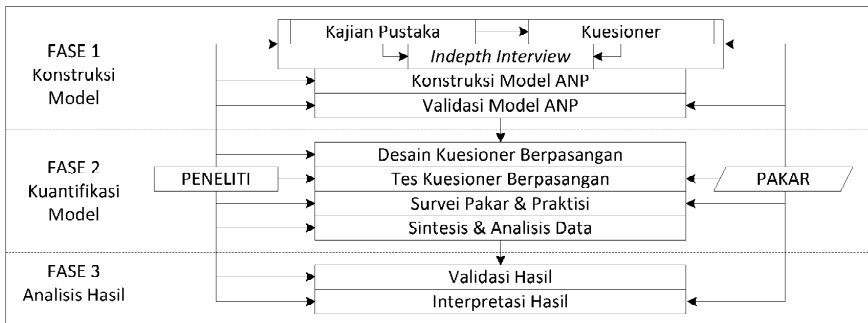 FASE 1
Konstruksi
Model
Kajian Pustaka
Kuesioner
Indepth Interview
Konstruksi Model ANP
Validasi Model ANP
FASE 2
Kuantifikasi
Model
PENELITI
Desain Kuesioner Berpasangan
Tes Kuesioner Berpasangan
Survei Pakar & Praktisi
Sintesis & Analisis Data
PAKAR
FASE 3
Analisis Hasil
Validasi Hasil
Interpretasi Hasil